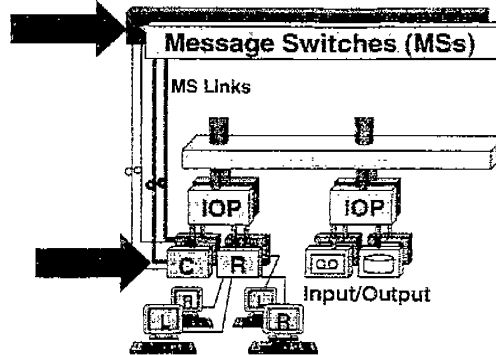 Message Switches (MSs)
MS Links
IOP IOP
C R
Input/Output
L R